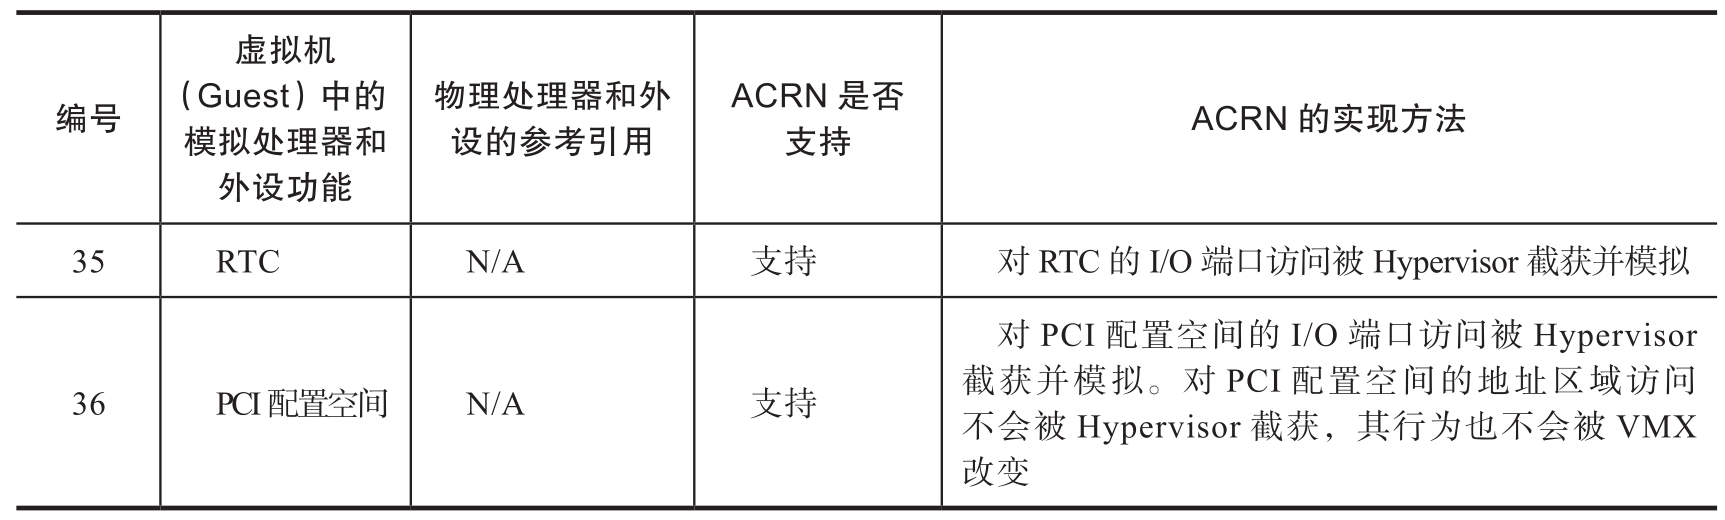 编号
虚拟机
（Guest）中的
模拟处理器和
外设功能
物理处理器和外
设的参考引用
ACRN 是否
支持
ACRN 的实现方法
35
RTC
N/A
支持
对 RTC 的 I/O 端口访问被 Hypervisor 截获并模拟
36
PCI 配置空间
N/A
支持
对 PCI 配置空间的 I/O 端口访问被 Hypervisor
截获并模拟。对 PCI 配置空间的地址区域访问
不会被 Hypervisor 截获，其行为也不会被 VMX
改变